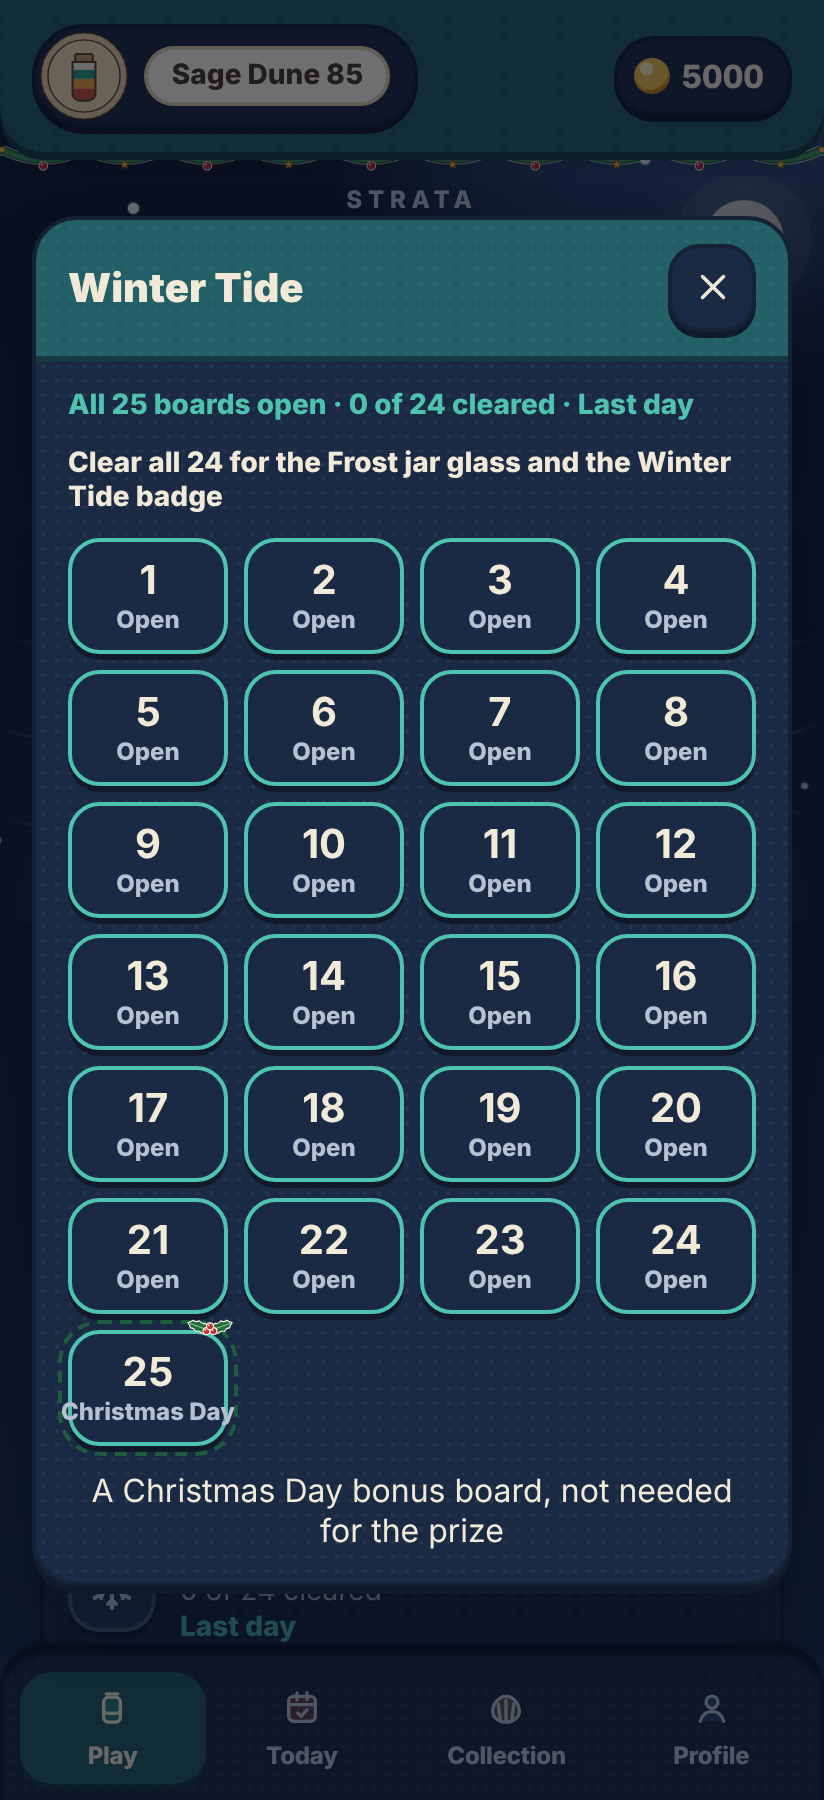 Sage Dune 85
5000
STRATA
Winter Tide
All 25 boards open · 0 of 24 cleared · Last day
Clear all 24 for the Frost jar glass and the Winter
Tide badge
1
Open
2
Open
3
Open
4
Open
5
Open
6
Open
7
Open
8
Open
9
Open
10
Open
11
Open
12
Open
13
Open
14
Open
15
Open
16
Open
17
Open
18
Open
19
Open
20
Open
21
Open
22
Open
23
Open
24
Open
25
Christmas Day
A Christmas Day bonus board, not needed
for the prize
0 of 24 cleared
Last day
Play
Today
Collection
Profile